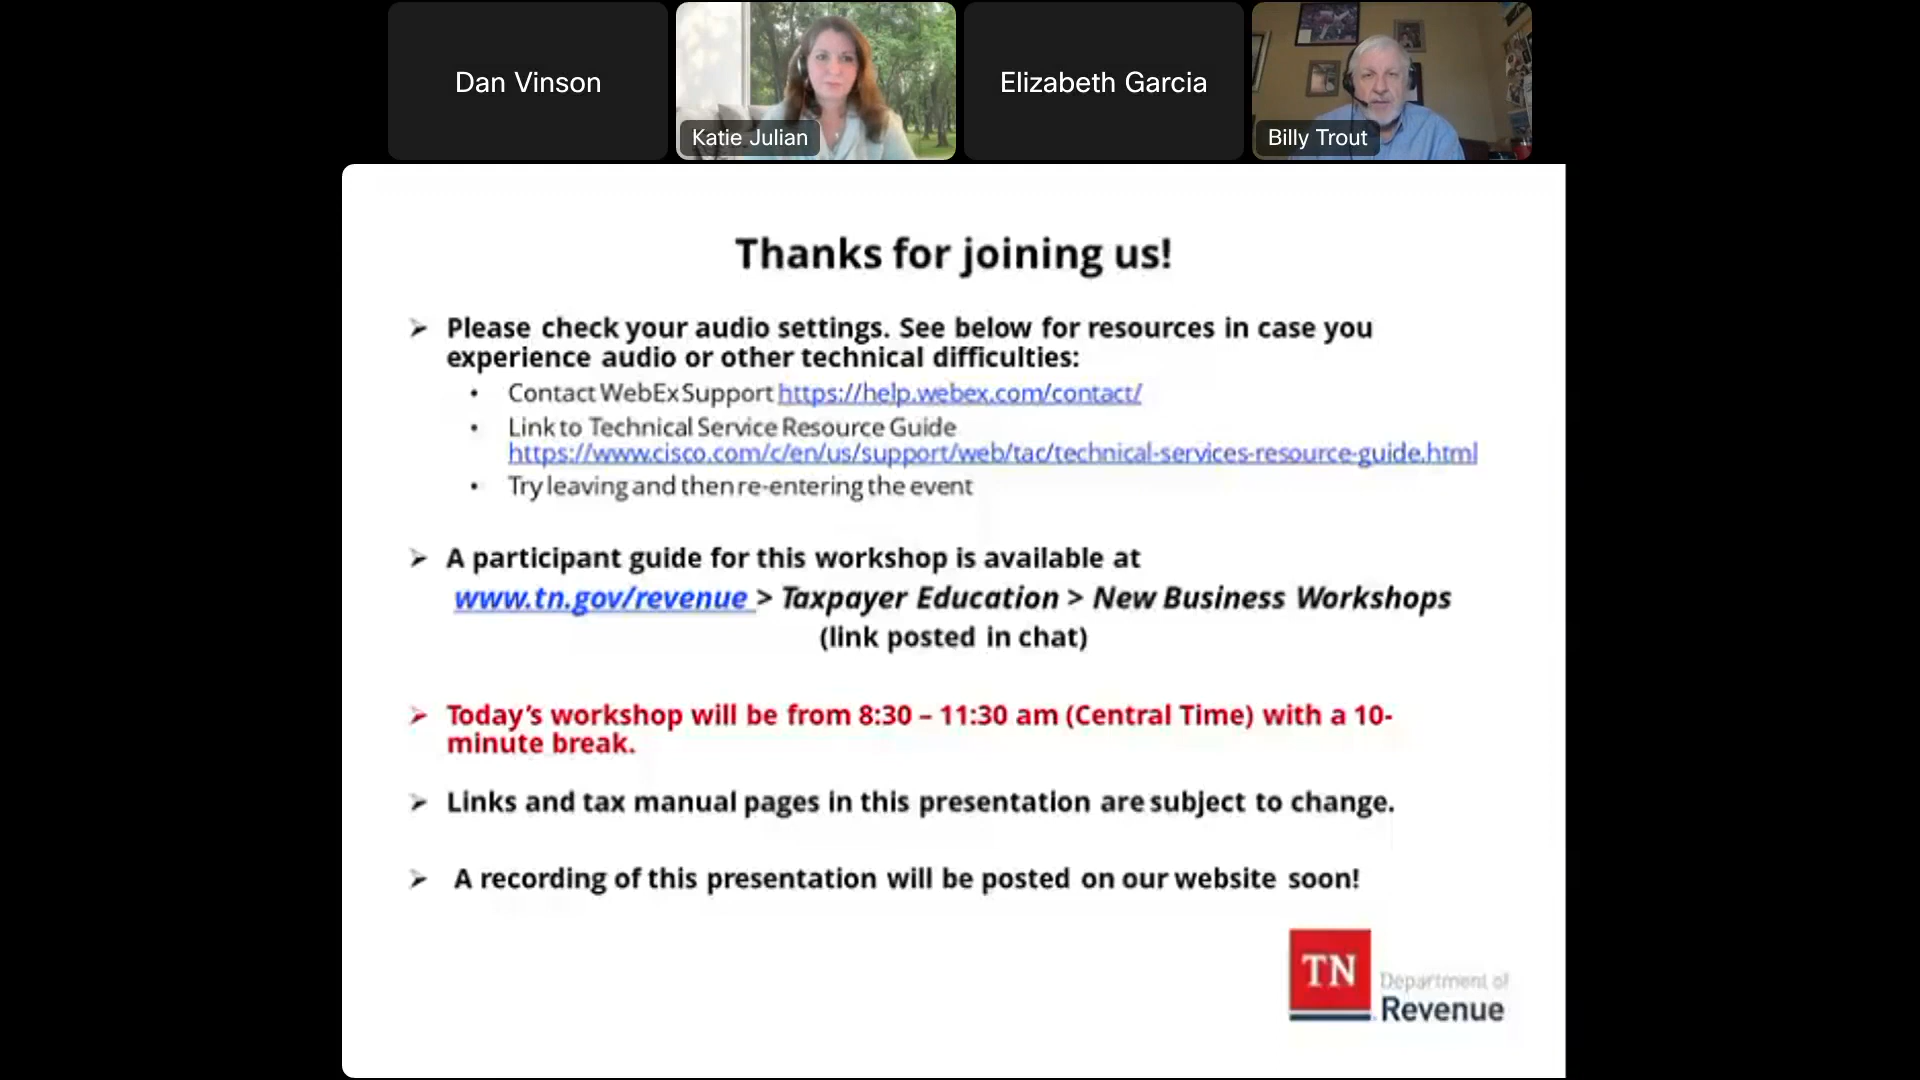 Dan Vinson
Katie Julian
Elizabeth Garcia
Billy Trout
Thanks for joining us!
➢ Please check your audio settings. See below for resources in case you
experience audio or other technical difficulties:
• Contact WebEx Support https://help.webex.com/contact/
• Link to Technical Service Resource Guide
https://www.cisco.com/c/en/us/support/web/tac/technical-services-resource-guide.html
• Try leaving and then re-entering the event
➢ A participant guide for this workshop is available at
www.tn.gov/revenue > Taxpayer Education > New Business Workshops
(link posted in chat)
➢ Today's workshop will be from 8:30 – 11:30 am (Central Time) with a 10-
minute break.
➢ Links and tax manual pages in this presentation are subject to change.
➢ A recording of this presentation will be posted on our website soon!
TN
Department of
Revenue